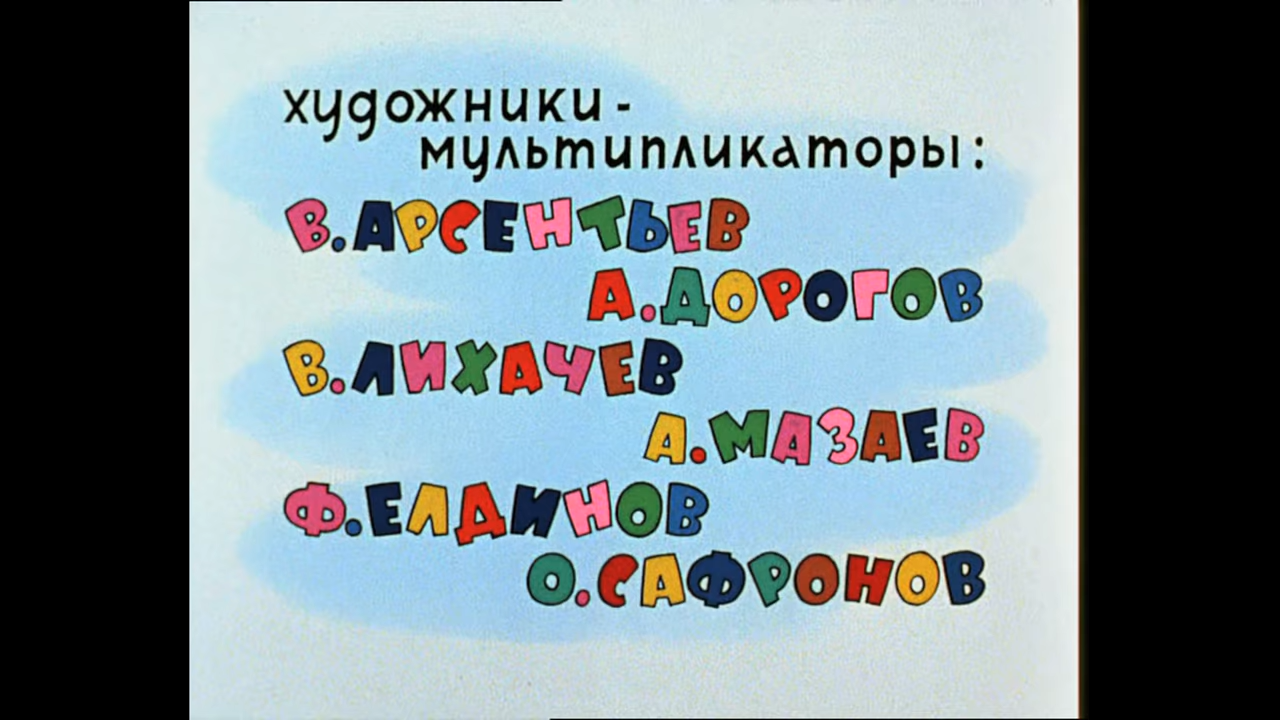 художники-
мультипликаторы:
В.АРСЕНТЬЕВ
А.ДОРОГОВ
В.ЛИХАЧЕВ
А.МАЗАЕВ
Ф.ЕЛДИНОВ
О.САФРОНОВ